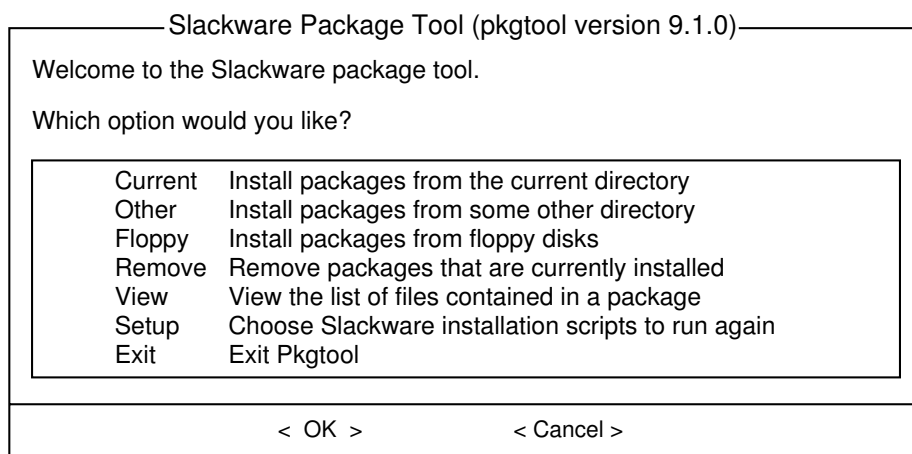 Slackware Package Tool (pkgtool version 9.1.0)
Welcome to the Slackware package tool.
Which option would you like?
Current Install packages from the current directory
Other Install packages from some other directory
Floppy Install packages from floppy disks
Remove Remove packages that are currently installed
View View the list of files contained in a package
Setup Choose Slackware installation scripts to run again
Exit Exit Pkgtool
< OK > < Cancel >